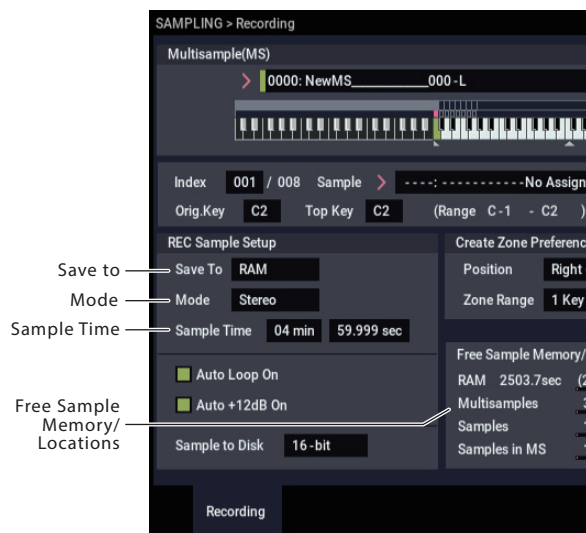 SAMPLING > Recording
Multisample(MS)
0000: NewMS______________000 -L
Index 001 / 008 Sample ----: -----------No Assign
Orig.Key C2 Top Key C2 (Range C-1 - C2 )
REC Sample Setup
Save To RAM
Mode Stereo
Sample Time 04 min 59.999 sec
Auto Loop On
Auto +12dB On
Sample to Disk 16-bit
Create Zone
Position Right
Zone Range 1 Key
Free Sample Memory/
RAM 2503.7sec
Multisamples
Samples
Samples in MS
Recording
Save to
Mode
Sample Time
Free Sample
Memory/
Locations